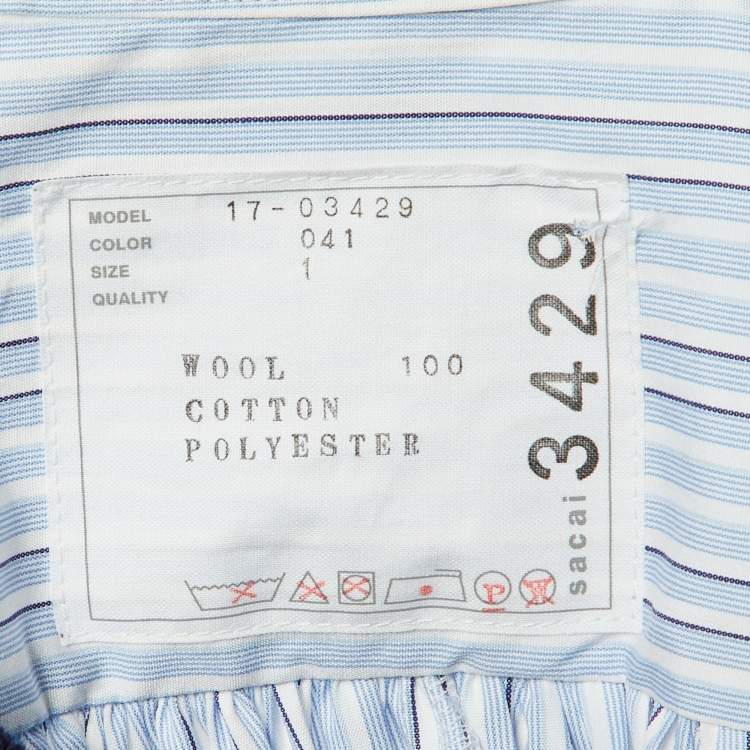 MODEL 17-03429
COLOR 041
SIZE 1
QUALITY
WOOL 100
COTTON
POLYESTER
sacai 3429
P W